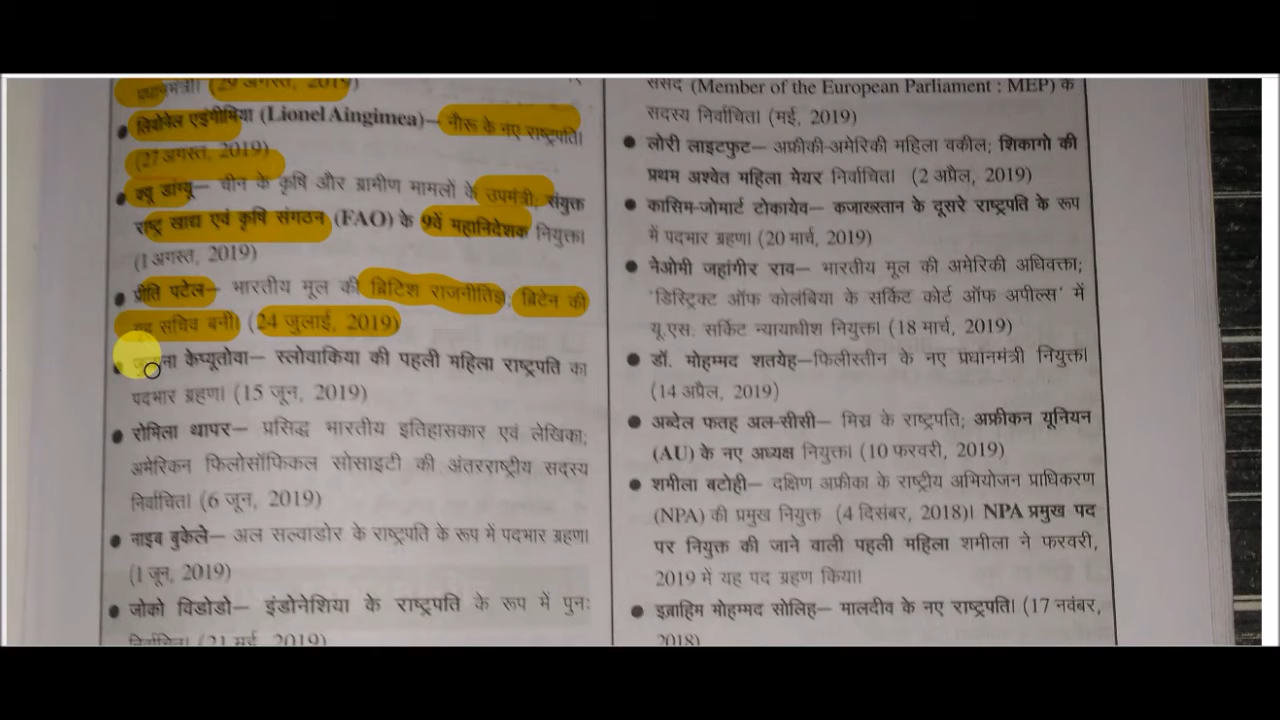 प्रधानमंत्री। (29 अगस्त, 2019)
● लियोनेल एइंगीमिया (Lionel Aingimea)– नौरू के नए राष्ट्रपति।
(27 अगस्त, 2019)
● क्यू डांग्यू– चीन के कृषि और ग्रामीण मामलों के उपमंत्री; संयुक्त
राष्ट्र खाद्य एवं कृषि संगठन (FAO) के 9वें महानिदेशक नियुक्त।
(1 अगस्त, 2019)
● प्रीति पटेल– भारतीय मूल की ब्रिटिश राजनीतिज्ञ; ब्रिटेन की
गृह सचिव बनीं। (24 जुलाई, 2019)
● केप्यूतोवा– स्लोवाकिया की पहली महिला राष्ट्रपति का
पदभार ग्रहण। (15 जून, 2019)
● रोमिला थापर– प्रसिद्ध भारतीय इतिहासकार एवं लेखिका;
अमेरिकन फिलोसॉफिकल सोसाइटी की अंतरराष्ट्रीय सदस्य
निर्वाचित। (6 जून, 2019)
● नाइब बुकेले– अल सल्वाडोर के राष्ट्रपति के रूप में पदभार ग्रहण।
(1 जून, 2019)
● जोको विडोडो– इंडोनेशिया के राष्ट्रपति के रूप में पुनः
निर्वाचित। (21 मई, 2019)
संसद (Member of the European Parliament : MEP) के
सदस्य निर्वाचित। (मई, 2019)
● लोरी लाइटफुट– अफ्रीकी-अमेरिकी महिला वकील; शिकागो की
प्रथम अश्वेत महिला मेयर निर्वाचित। (2 अप्रैल, 2019)
● कासिम-जोमार्ट टोकायेव– कजाख्स्तान के दूसरे राष्ट्रपति के रूप
में पदभार ग्रहण। (20 मार्च, 2019)
● नेओमी जहांगीर राव– भारतीय मूल की अमेरिकी अधिवक्ता;
'डिस्ट्रिक्ट ऑफ कोलंबिया के सर्किट कोर्ट ऑफ अपील्स' में
यू.एस. सर्किट न्यायाधीश नियुक्त। (18 मार्च, 2019)
● डॉ. मोहम्मद शतयेह–फिलीस्तीन के नए प्रधानमंत्री नियुक्त।
(14 अप्रैल, 2019)
● अब्देल फतह अल-सीसी– मिस्र के राष्ट्रपति; अफ्रीकन यूनियन
(AU) के नए अध्यक्ष नियुक्त। (10 फरवरी, 2019)
● शमीला बटोही– दक्षिण अफ्रीका के राष्ट्रीय अभियोजन प्राधिकरण
(NPA) की प्रमुख नियुक्त (4 दिसंबर, 2018)। NPA प्रमुख पद
पर नियुक्त की जाने वाली पहली महिला शमीला ने फरवरी,
2019 में यह पद ग्रहण किया।
● इब्राहिम मोहम्मद सोलिह– मालदीव के नए राष्ट्रपति। (17 नवंबर,
2018)